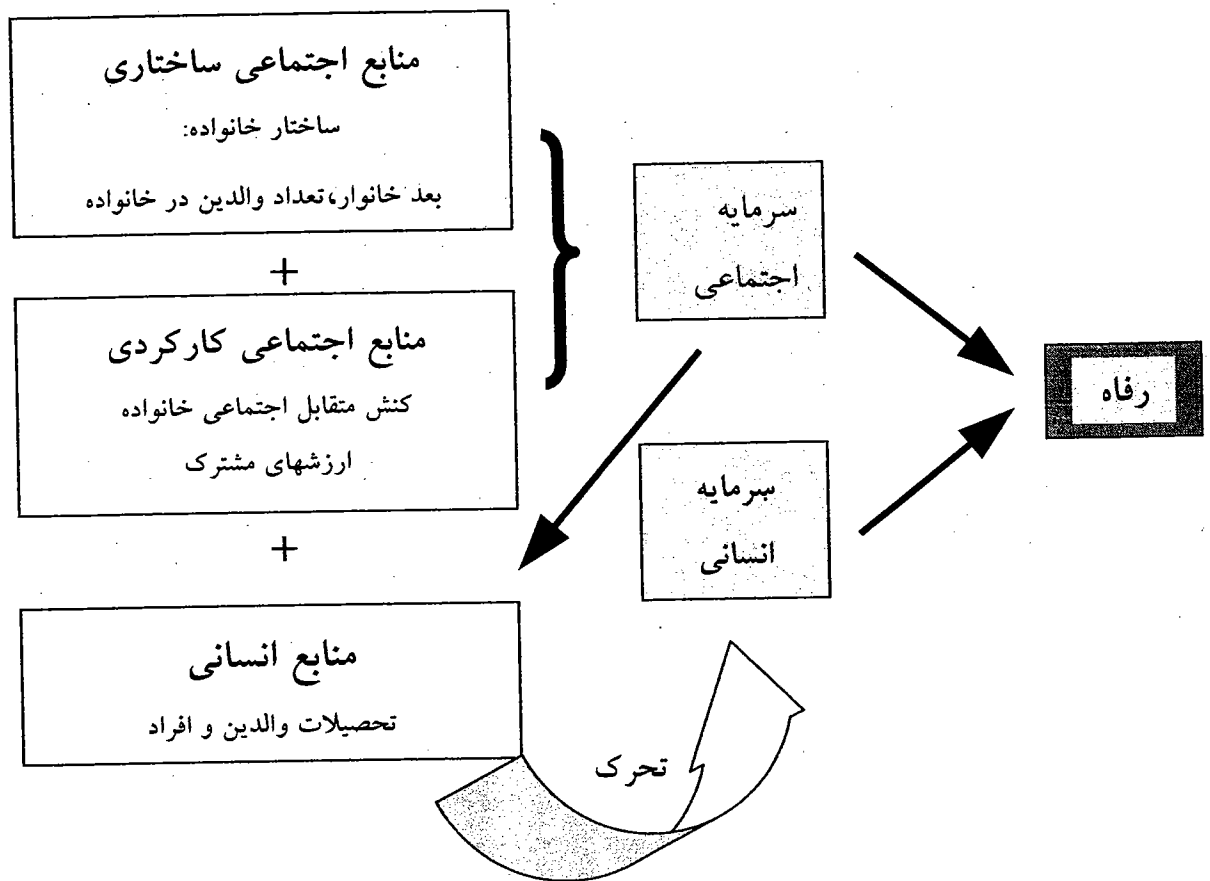 منابع اجتماعی ساختاری
ساختار خانواده:
بعد خانوار،تعداد والدین در خانواده
+
منابع اجتماعی کارکردی
کنش متقابل اجتماعی خانواده
ارزشهای مشترک
+
منابع انسانی
تحصیلات والدین و افراد
سرمایه
اجتماعی
سرمایه
انسانی
تحرک
رفاه